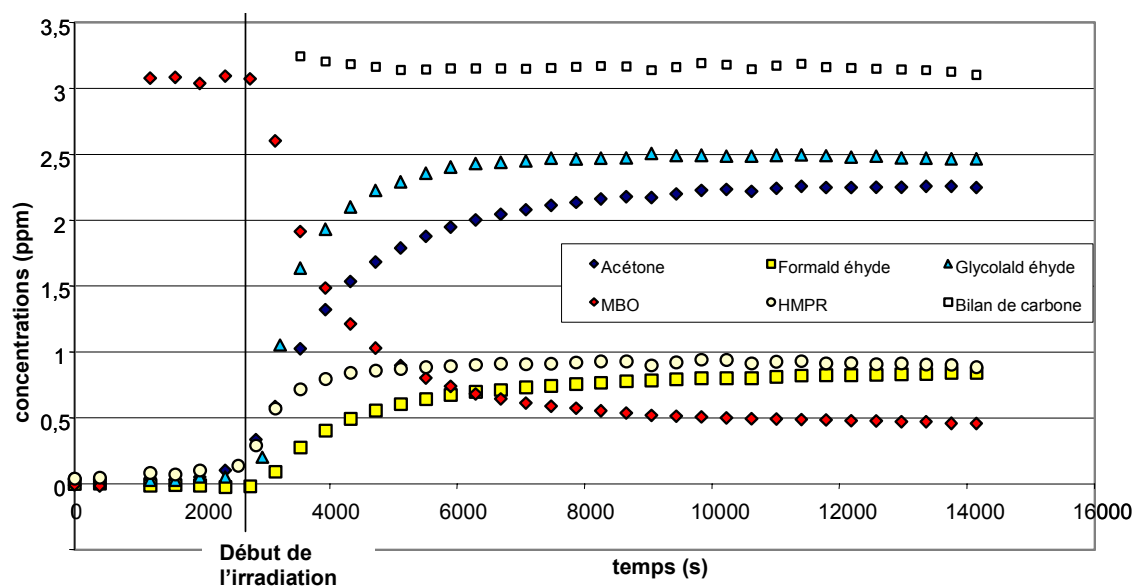 3,5
3
2,5
2
1,5
1
0,5
0
concentrations (ppm)
Acétone
Formald éhyde
Glycolald éhyde
MBO
HMPR
Bilan de carbone
0
2000
4000
6000
8000
10000
12000
14000
16000
Début de
l'irradiation
temps (s)